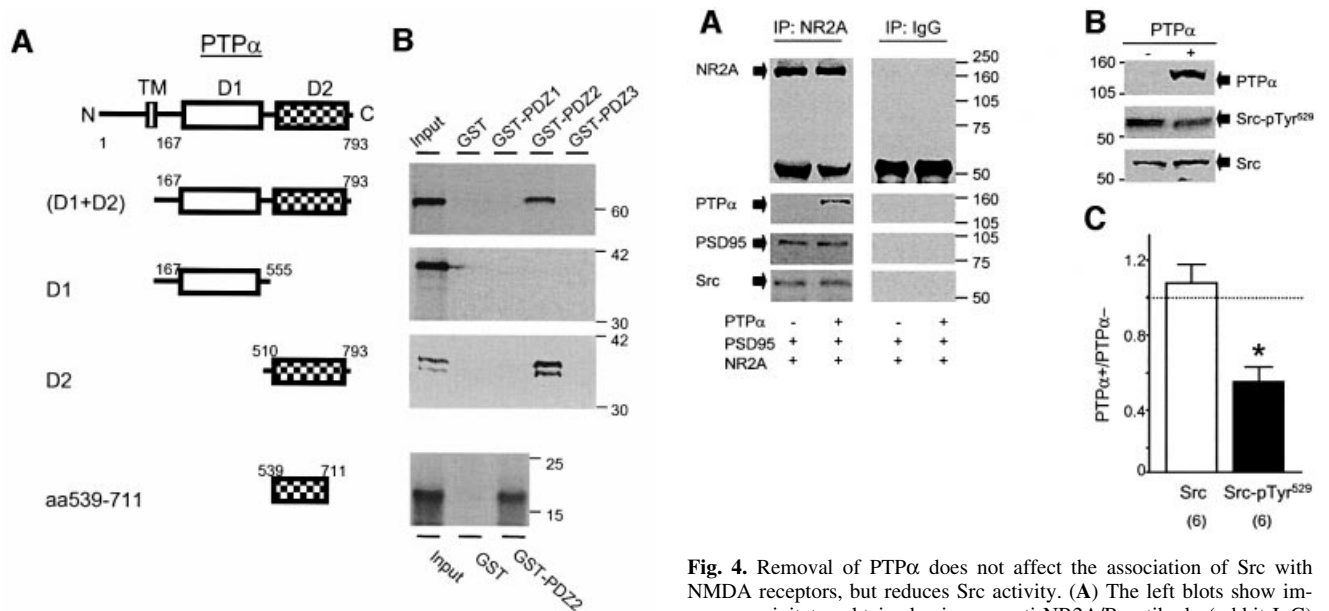 A
PTPα
TM D1 D2
N C
1 167 793
167 793
(D1+D2)
167 555
D1
510 793
D2
539 711
aa539-711
B
Input GST GST-PDZ1 GST-PDZ2 GST-PDZ3
60
42
30
42
30
25
15
Input GST GST-PDZ2
A
IP: NR2A IP: IgG
NR2A
250
160
105
75
50
PTPα
160
105
PSD95
105
75
Src
50
PTPα - + - +
PSD95 + + + +
NR2A + + + +
B
PTPα
- +
160
105
PTPα
50
Src-pTyr529
50
Src
C
PTPα+/PTPα–
1.2
0.8
0.4
0
*
Src Src-pTyr529
(6) (6)
Fig. 4. Removal of PTPα does not affect the association of Src with
NMDA receptors, but reduces Src activity. (A) The left blots show im-